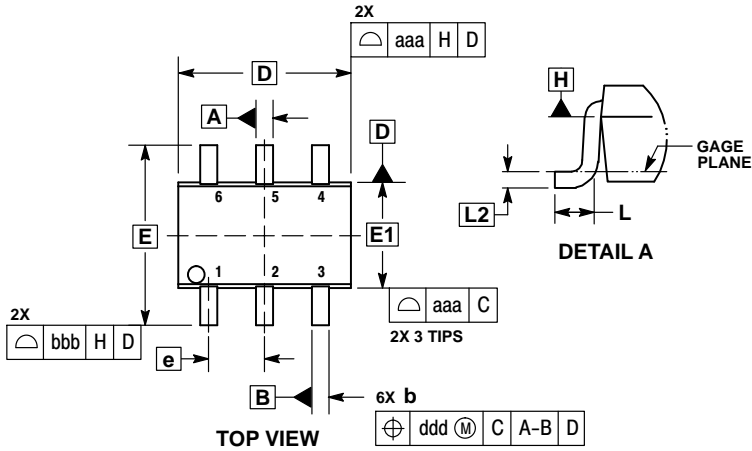 2X
⌓ aaa H D
D
A
D
H
GAGE
PLANE
6 5 4
L2
L
E
E1
DETAIL A
1 2 3
⌓ aaa C
2X 3 TIPS
2X
⌓ bbb H D
e
B
6X b
⌖ ddd Ⓜ C A-B D
TOP VIEW